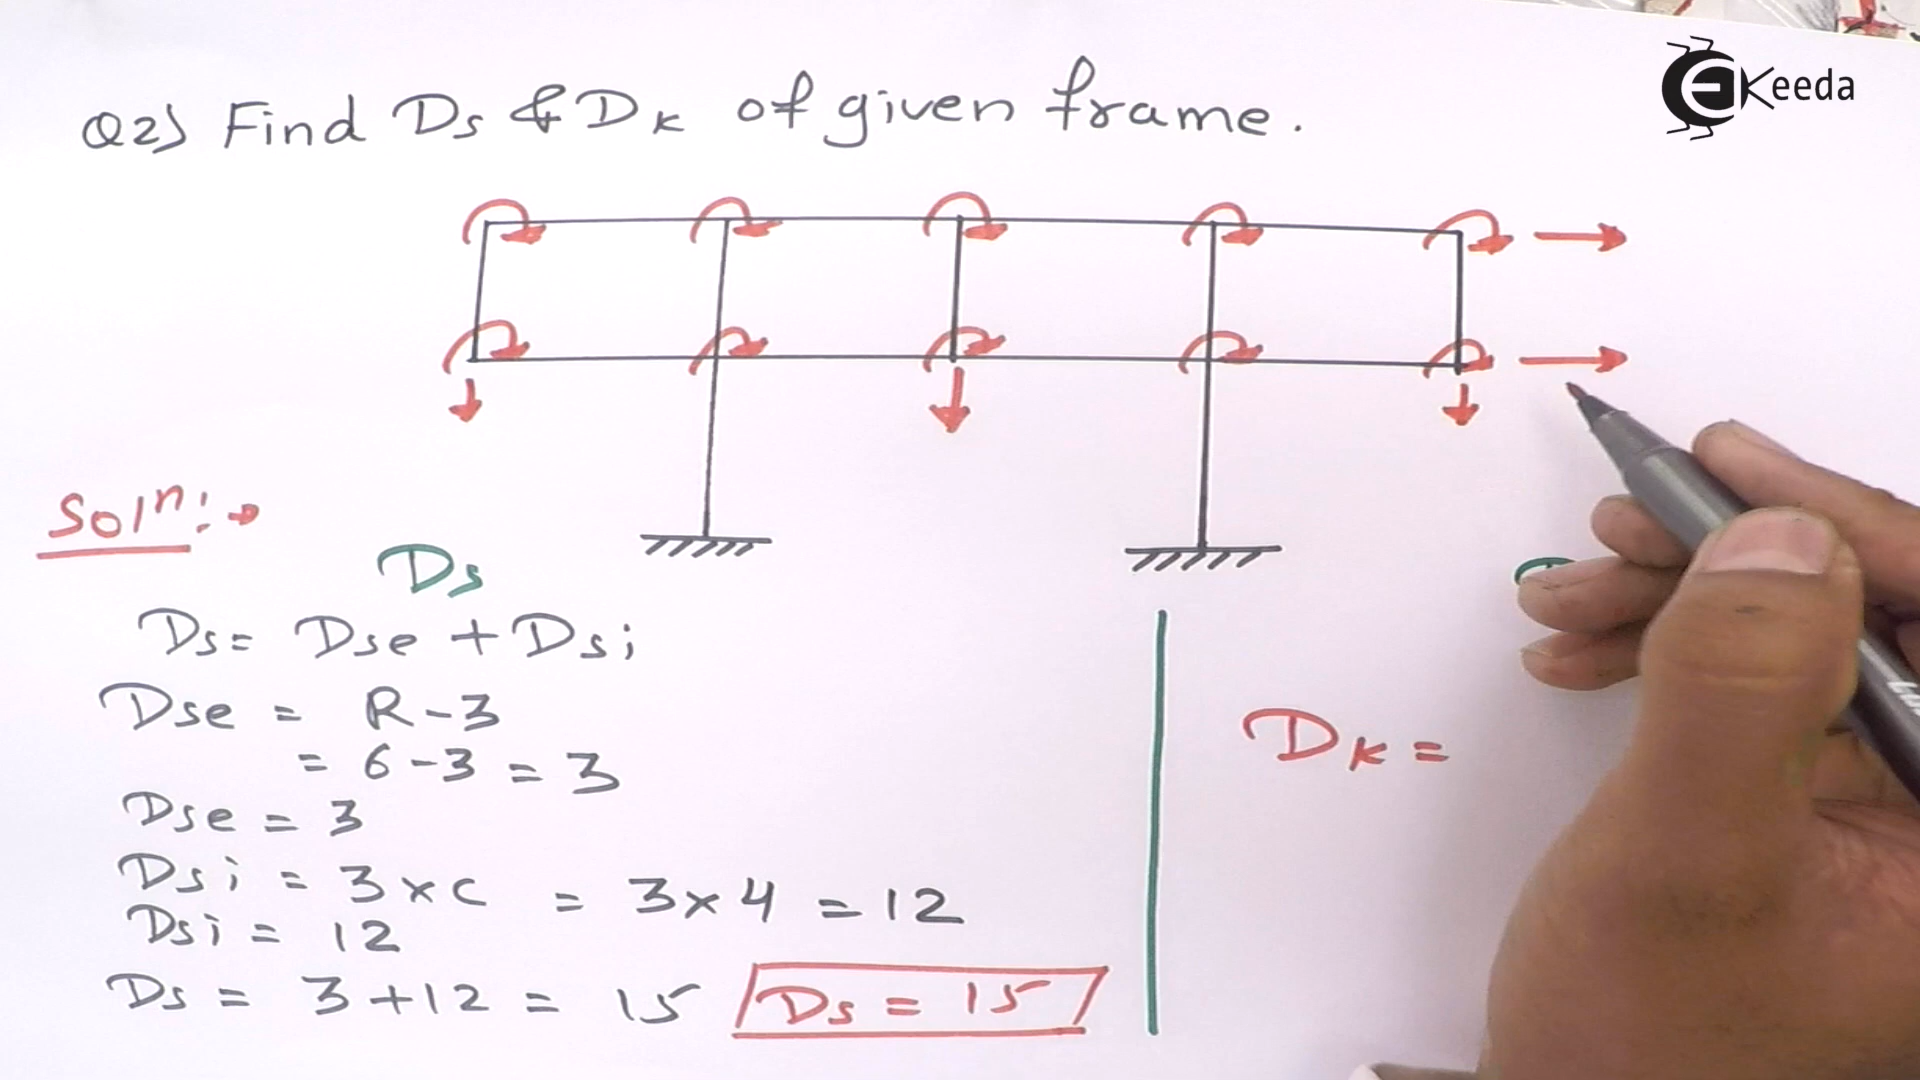 Q2) Find Ds & DK of given frame.
EKeeda
Soln:→
Ds
Ds = Dse + Dsi
Dse = R-3
= 6-3 = 3
Dse = 3
Dsi = 3×C = 3×4 = 12
Dsi = 12
Ds = 3+12 = 15 Ds = 15
DK =